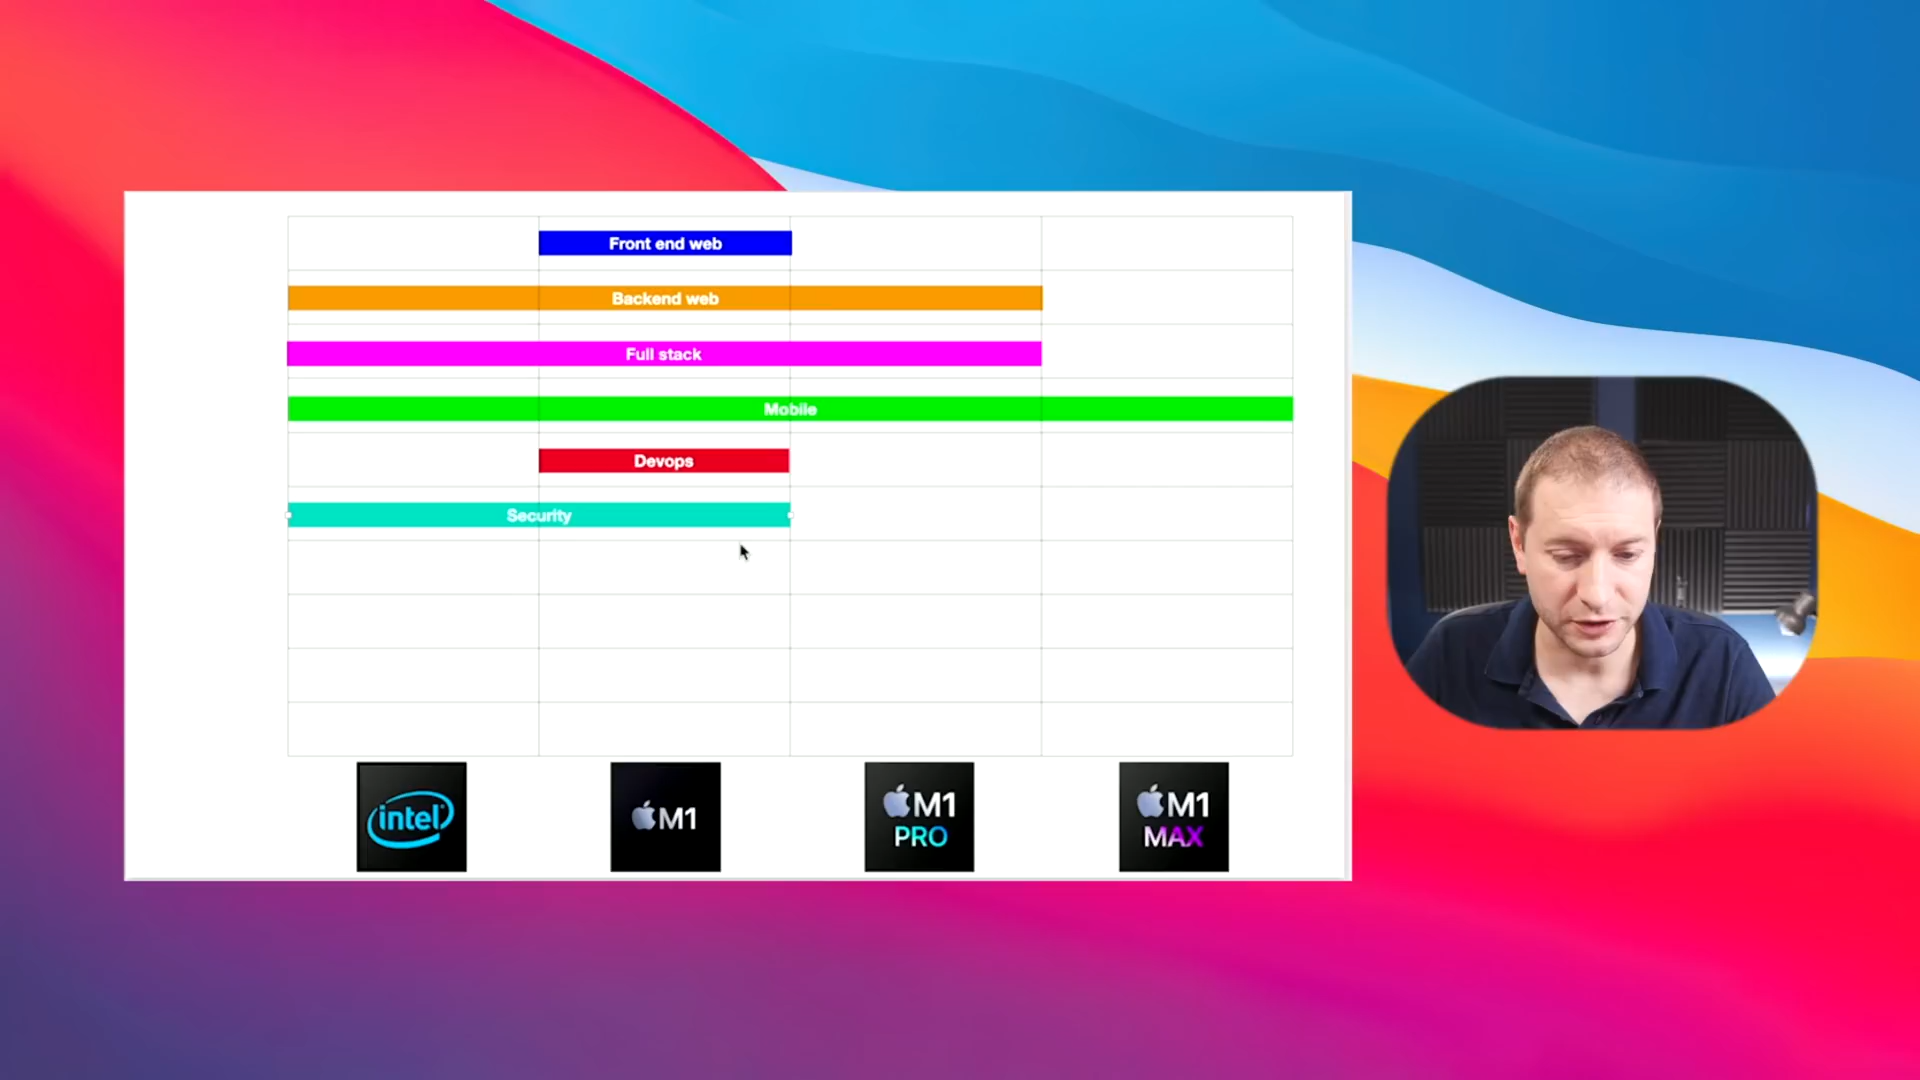 Front end web
Backend web
Full stack
Mobile
Devops
Security
intel
M1
M1
PRO
M1
MAX